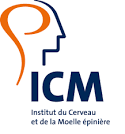 ICM
Institut du Cerveau
et de la Moelle épinière